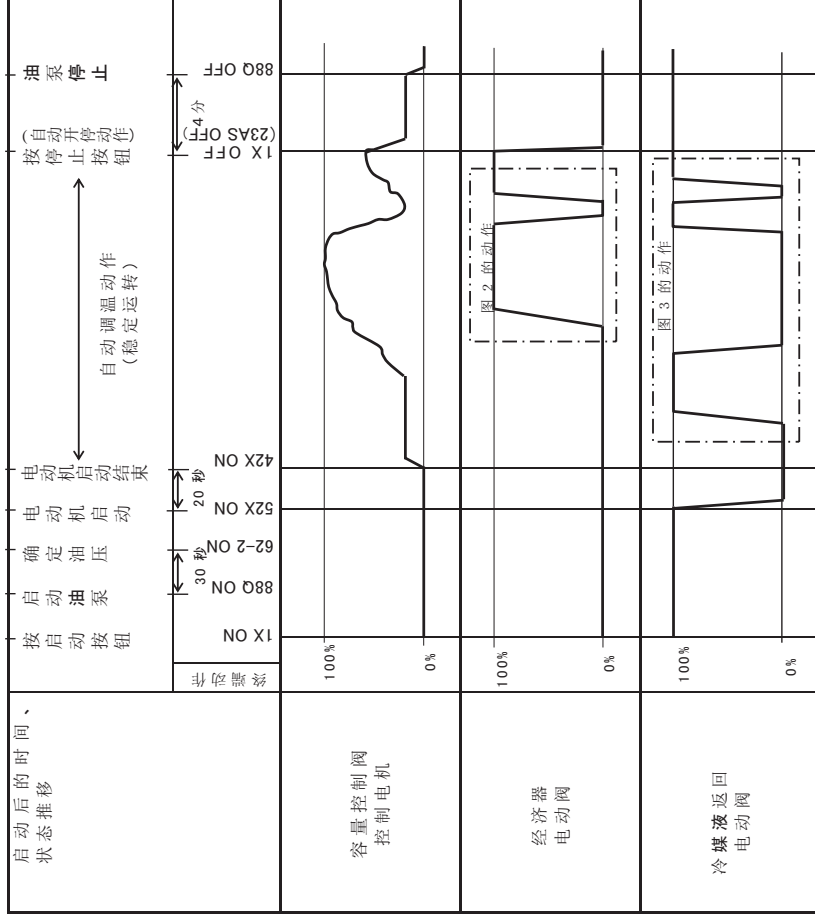 启动后的时间、
状态推移
终端动作
按启动按钮
启动油泵
确定油压
电动机启动
电动机启动结束
自动调温动作
(稳定运转)
按停止按钮
(自动开停动作)
油泵停止
30 秒
20 秒
4分
1X ON
88Q ON
62-2 ON
52X ON
42X ON
1X OFF
(23AS OFF)
88Q OFF
容量控制阀
控制电机
100%
0%
经济器
电动阀
100%
0%
图 2 的动作
冷媒液返回
电动阀
100%
0%
图 3 的动作